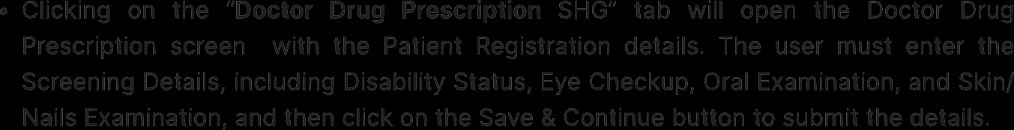 • Clicking on the "Doctor Drug Prescription SHG" tab will open the Doctor Drug
Prescription screen with the Patient Registration details. The user must enter the
Screening Details, including Disability Status, Eye Checkup, Oral Examination, and Skin/
Nails Examination, and then click on the Save & Continue button to submit the details.